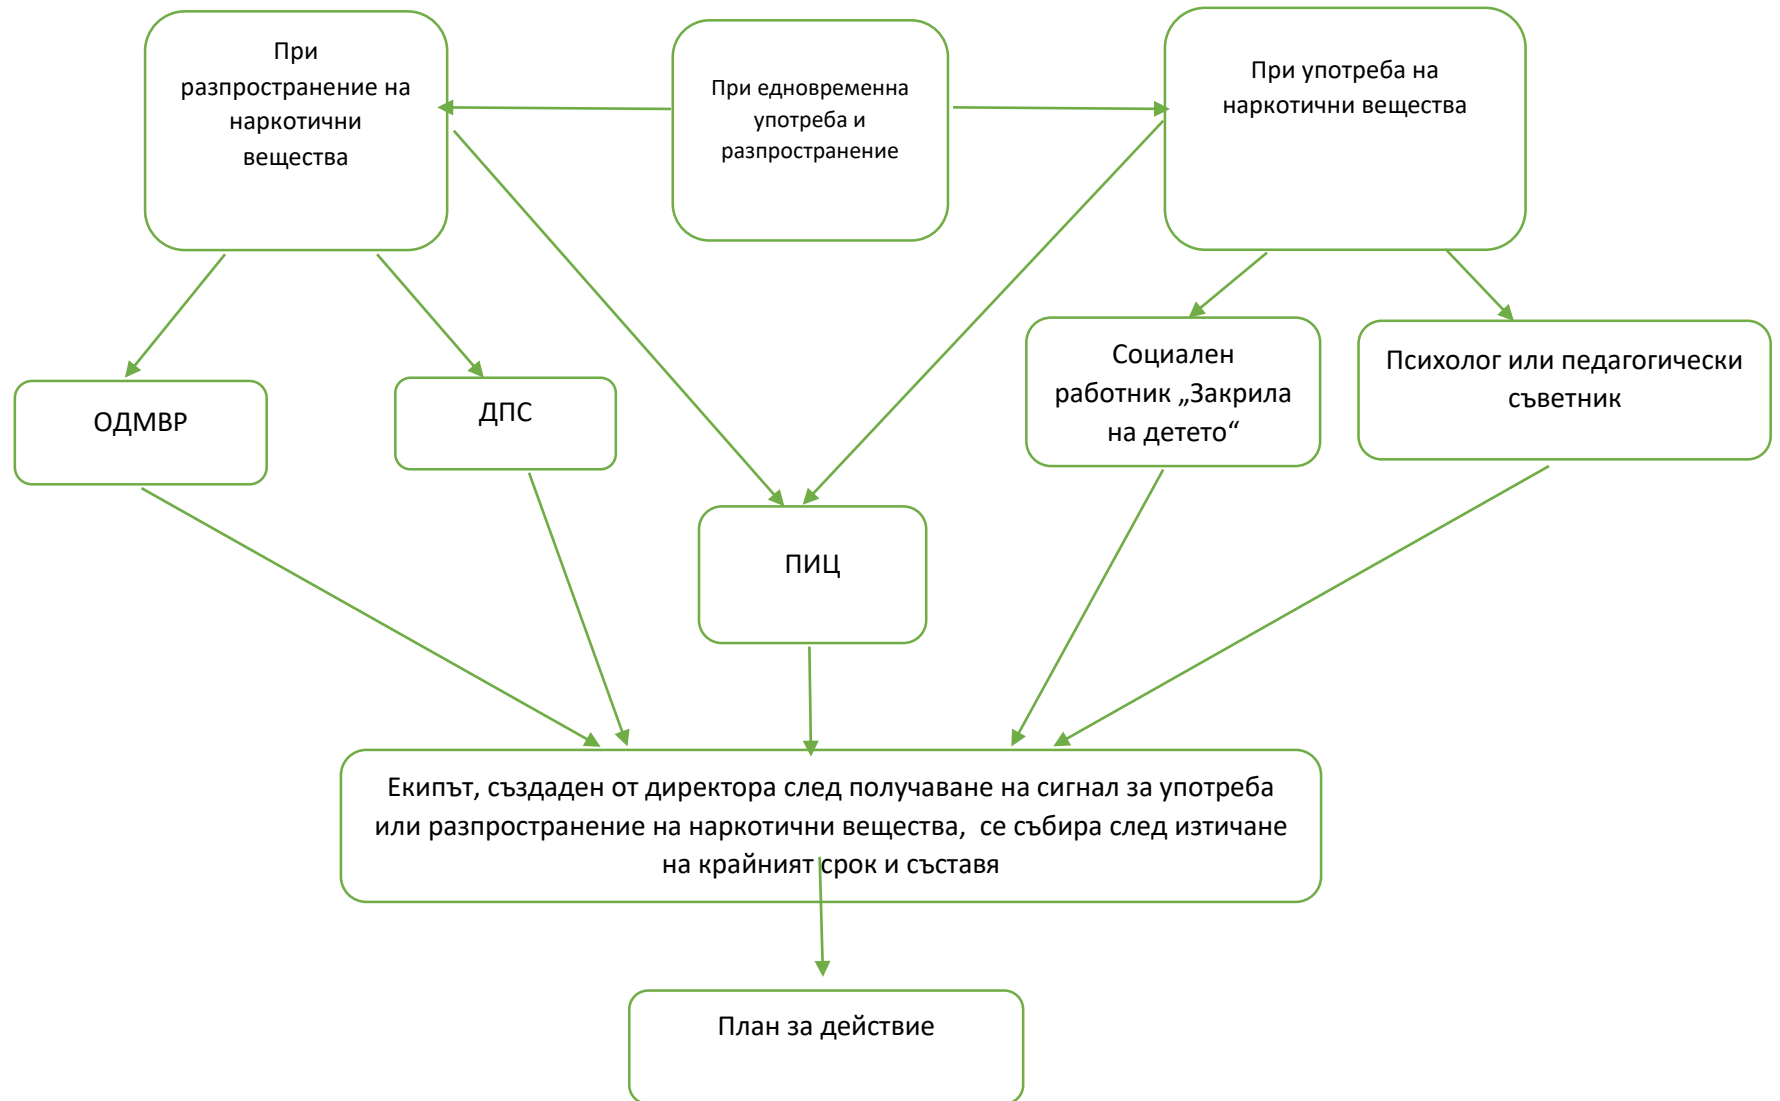 При
разпространение на
наркотични
вещества
При едновременна
употреба и
разпространение
При употреба на
наркотични вещества
ОДМВР
ДПС
ПИЦ
Социален
работник „Закрила
на детето“
Психолог или педагогически
съветник
Екипът, създаден от директора след получаване на сигнал за употреба
или разпространение на наркотични вещества, се събира след изтичане
на крайният срок и съставя
План за действие